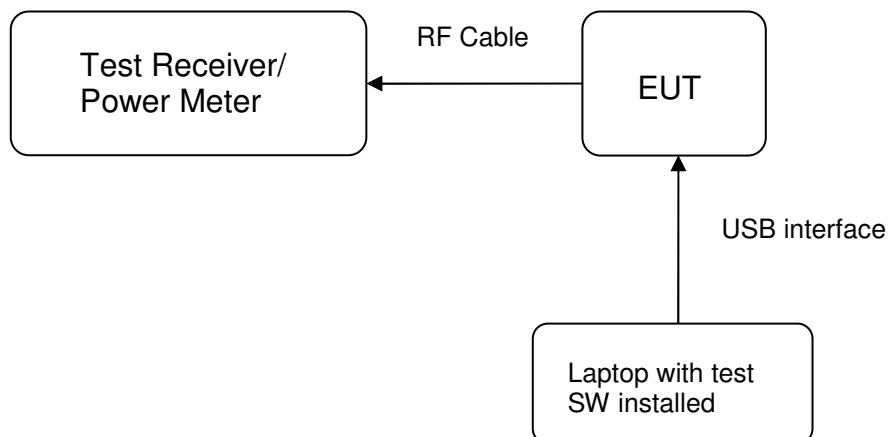 RF Cable
Test Receiver/
Power Meter
EUT
USB interface
Laptop with test
SW installed